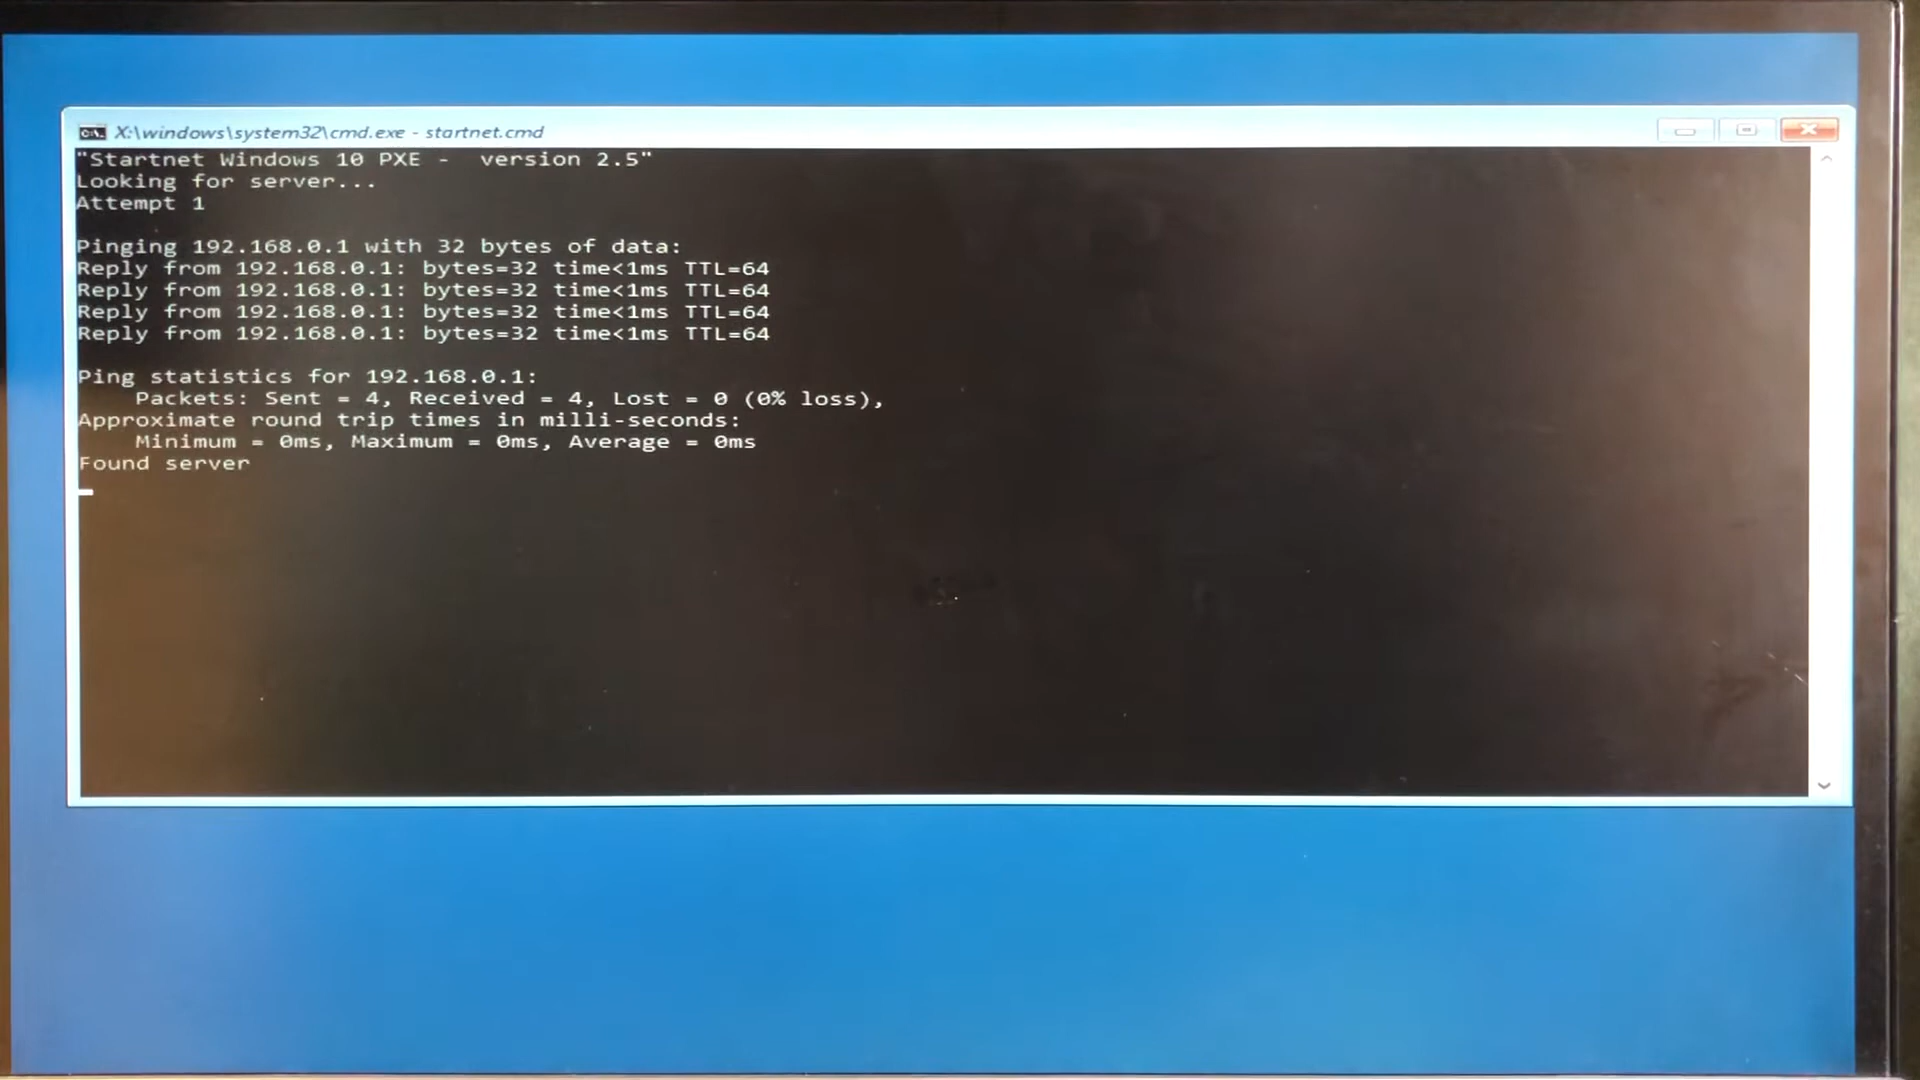 X:\windows\system32\cmd.exe - startnet.cmd
"Startnet Windows 10 PXE -  version 2.5"
Looking for server...
Attempt 1
Pinging 192.168.0.1 with 32 bytes of data:
Reply from 192.168.0.1: bytes=32 time<1ms TTL=64
Reply from 192.168.0.1: bytes=32 time<1ms TTL=64
Reply from 192.168.0.1: bytes=32 time<1ms TTL=64
Reply from 192.168.0.1: bytes=32 time<1ms TTL=64
Ping statistics for 192.168.0.1:
    Packets: Sent = 4, Received = 4, Lost = 0 (0% loss),
Approximate round trip times in milli-seconds:
    Minimum = 0ms, Maximum = 0ms, Average = 0ms
Found server